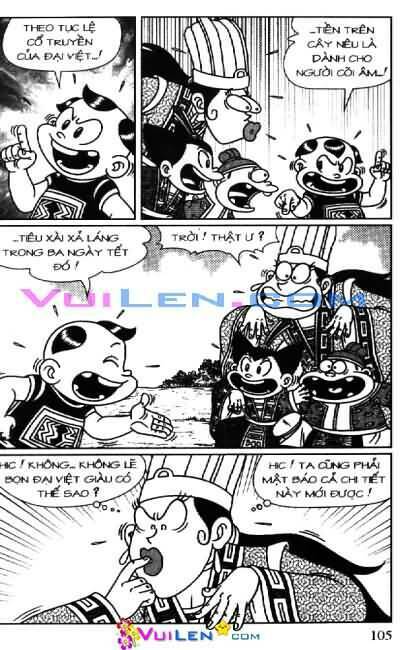 THEO TỤC LỆ
CỔ TRUYỀN
CỦA ĐẠI VIỆT...!
...TIỀN TRÊN
CÂY NÊU LÀ
DÀNH CHO
NGƯỜI CÕI ÂM...!
...TIÊU XÀI XẢ LÁNG
TRONG BA NGÀY TẾT
ĐÓ!
TRỜI! THẬT Ư?
VUILEN.COM
HIC! KHÔNG... KHÔNG LẼ
BỌN ĐẠI VIỆT GIÀU CÓ
THẾ SAO?
HIC! TA CŨNG PHẢI
MẬT BÁO CẢ CHI TIẾT
NÀY MỚI ĐƯỢC!
VUILEN.COM
105